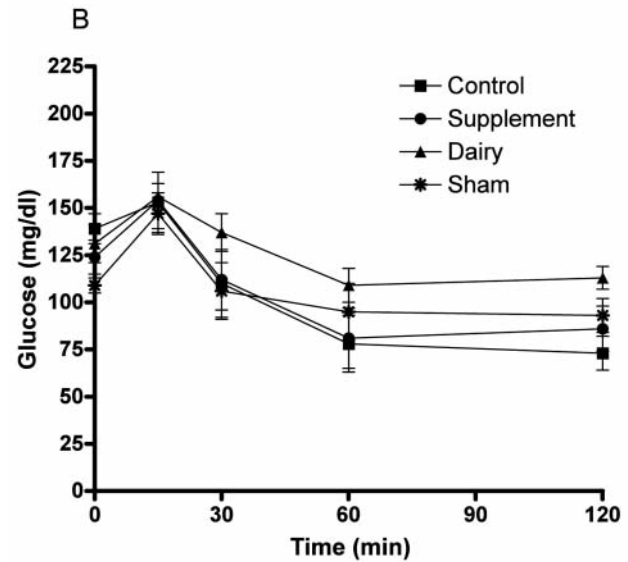 B
225
200
175
150
125
100
75
50
25
0
Glucose (mg/dl)
Control
Supplement
Dairy
Sham
0 30 60 90 120
Time (min)